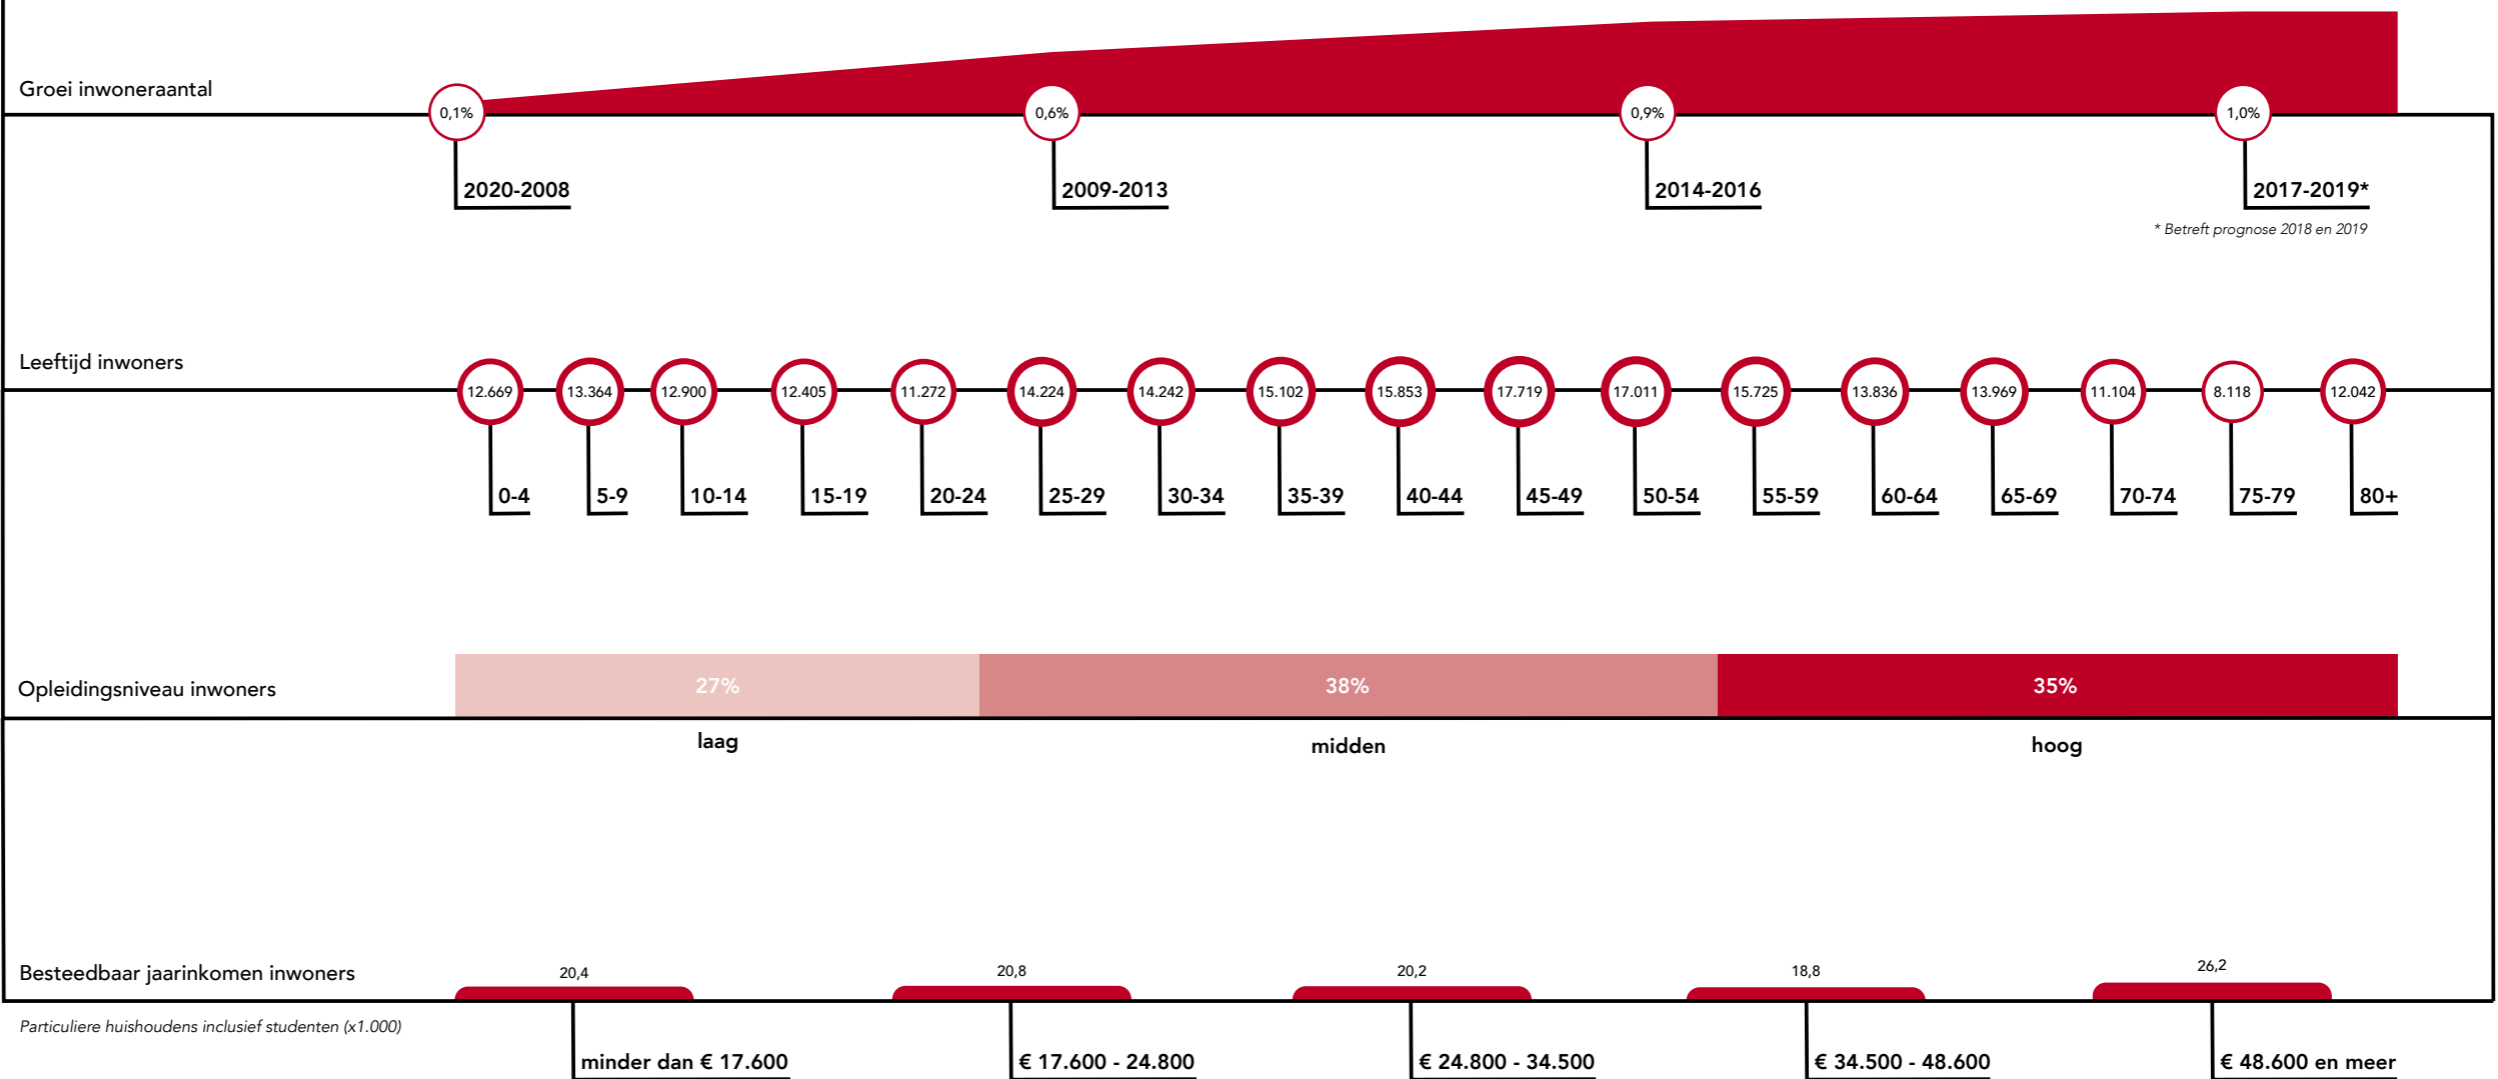 Groei inwoneraantal
0,1% 0,6% 0,9% 1,0%
2020-2008 2009-2013 2014-2016 2017-2019*
* Betreft prognose 2018 en 2019
Leeftijd inwoners
12.669 13.364 12.900 12.405 11.272 14.224 14.242 15.102 15.853 17.719 17.011 15.725 13.836 13.969 11.104 8.118 12.042
0-4 5-9 10-14 15-19 20-24 25-29 30-34 35-39 40-44 45-49 50-54 55-59 60-64 65-69 70-74 75-79 80+
Opleidingsniveau inwoners
27% 38% 35%
laag midden hoog
Besteedbaar jaarinkomen inwoners
20,4 20,8 20,2 18,8 26,2
Particuliere huishoudens inclusief studenten (x1.000)
minder dan € 17.600 € 17.600 - 24.800 € 24.800 - 34.500 € 34.500 - 48.600 € 48.600 en meer